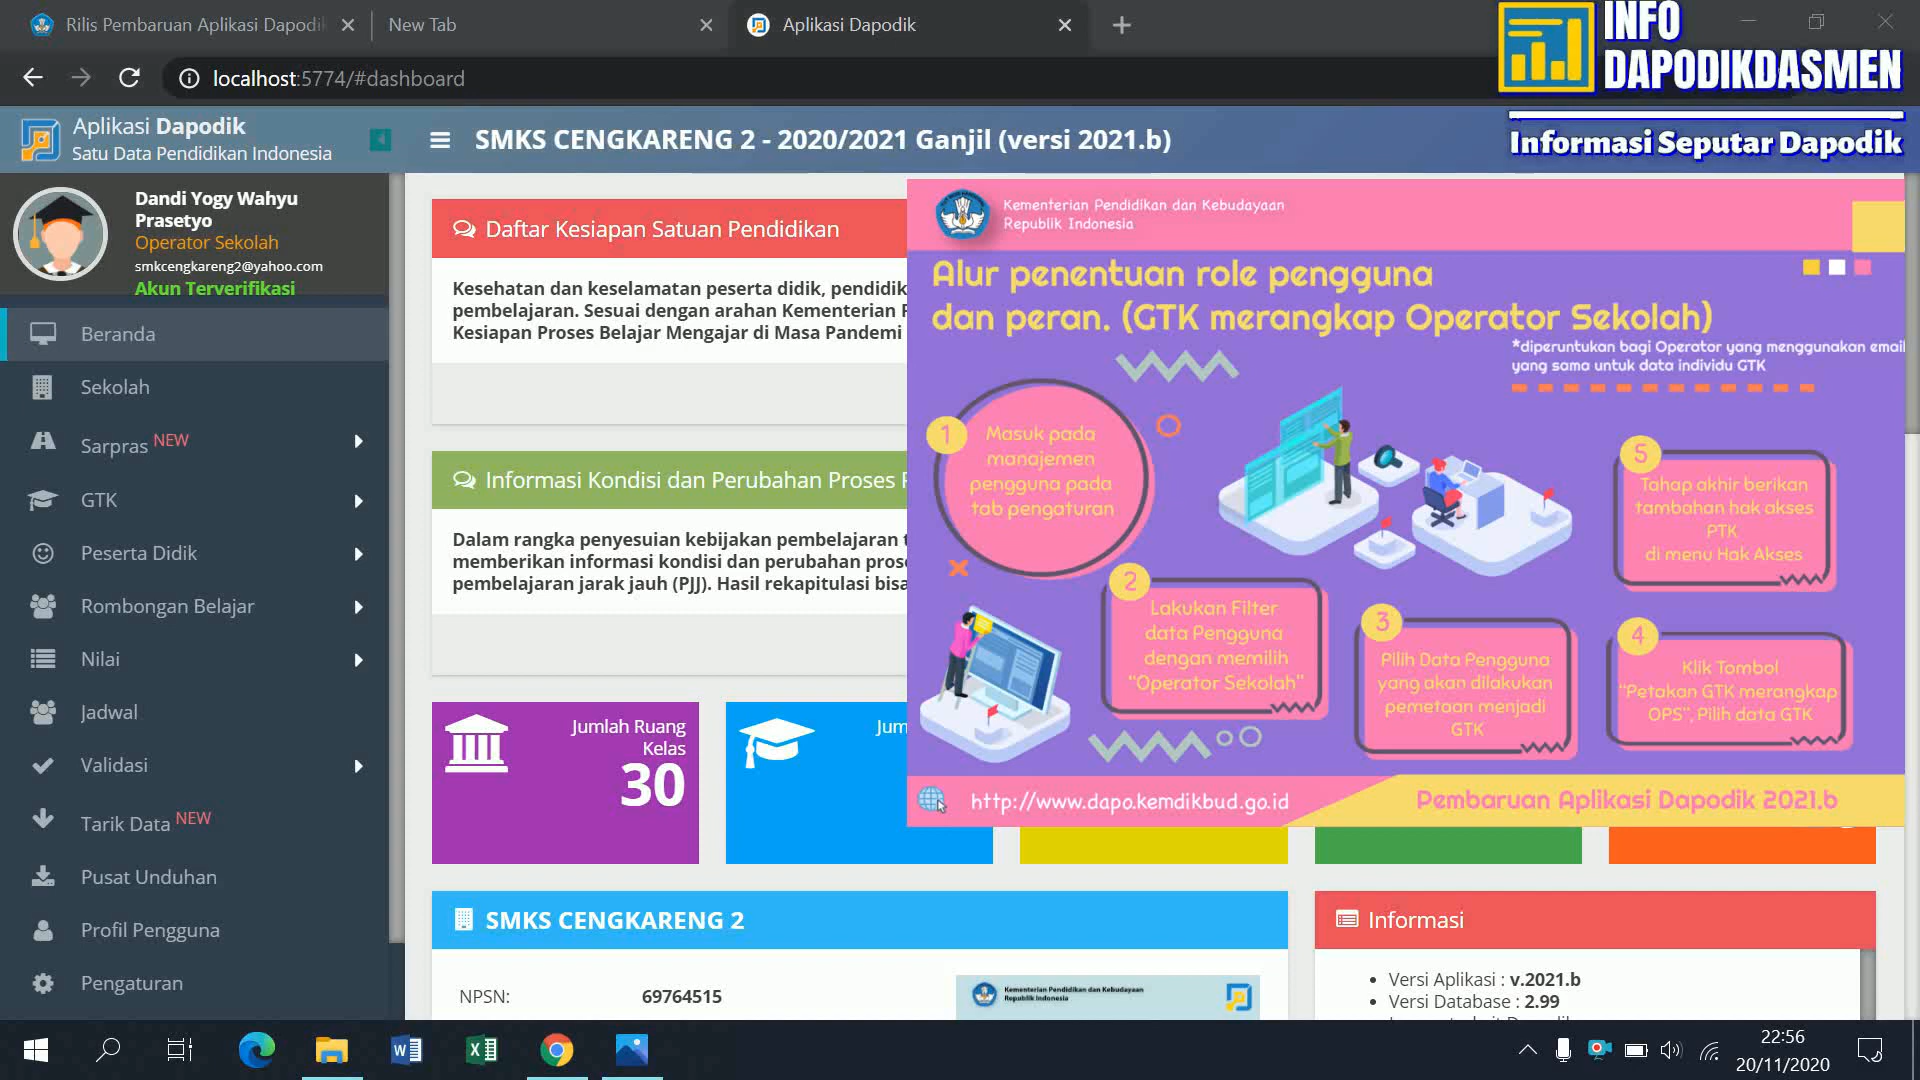 Rilis Pembaruan Aplikasi Dapodi
New Tab
Aplikasi Dapodik
INFO
DAPODIKDASMEN
Informasi Seputar Dapodik
localhost:5774/#dashboard
Aplikasi Dapodik
Satu Data Pendidikan Indonesia
SMKS CENGKARENG 2 - 2020/2021 Ganjil (versi 2021.b)
Dandi Yogy Wahyu
Prasetyo
Operator Sekolah
smkcengkareng2@yahoo.com
Akun Terverifikasi
Beranda
Sekolah
Sarpras NEW
GTK
Peserta Didik
Rombongan Belajar
Nilai
Jadwal
Validasi
Tarik Data NEW
Pusat Unduhan
Profil Pengguna
Pengaturan
Daftar Kesiapan Satuan Pendidikan
Kesehatan dan keselamatan peserta didik, pendidik
pembelajaran. Sesuai dengan arahan Kementerian
Kesiapan Proses Belajar Mengajar di Masa Pandemi
Informasi Kondisi dan Perubahan Proses
Dalam rangka penyesuian kebijakan pembelajaran
memberikan informasi kondisi dan perubahan
pembelajaran jarak jauh (PJJ). Hasil rekapitulasi bisa
Jumlah Ruang
Kelas
30
Jum
Kementerian Pendidikan dan Kebudayaan
Republik Indonesia
Alur penentuan role pengguna
dan peran. (GTK merangkap Operator Sekolah)
*diperuntukan bagi Operator yang menggunakan email
yang sama untuk data individu GTK
1
Masuk pada
manajemen
pengguna pada
tab pengaturan
2
Lakukan Filter
data Pengguna
dengan memilih
"Operator Sekolah"
3
Pilih Data Pengguna
yang akan dilakukan
pemetaan menjadi
GTK
4
Klik Tombol
"Petakan GTK merangkap
OPS", Pilih data GTK
5
Tahap akhir berikan
tambahan hak akses
PTK
di menu Hak Akses
http://www.dapo.kemdikbud.go.id
Pembaruan Aplikasi Dapodik 2021.b
SMKS CENGKARENG 2
NPSN: 69764515
Kementerian Pendidikan dan Kebudayaan
Republik Indonesia
Informasi
Versi Aplikasi : v.2021.b
Versi Database : 2.99
22:56
20/11/2020